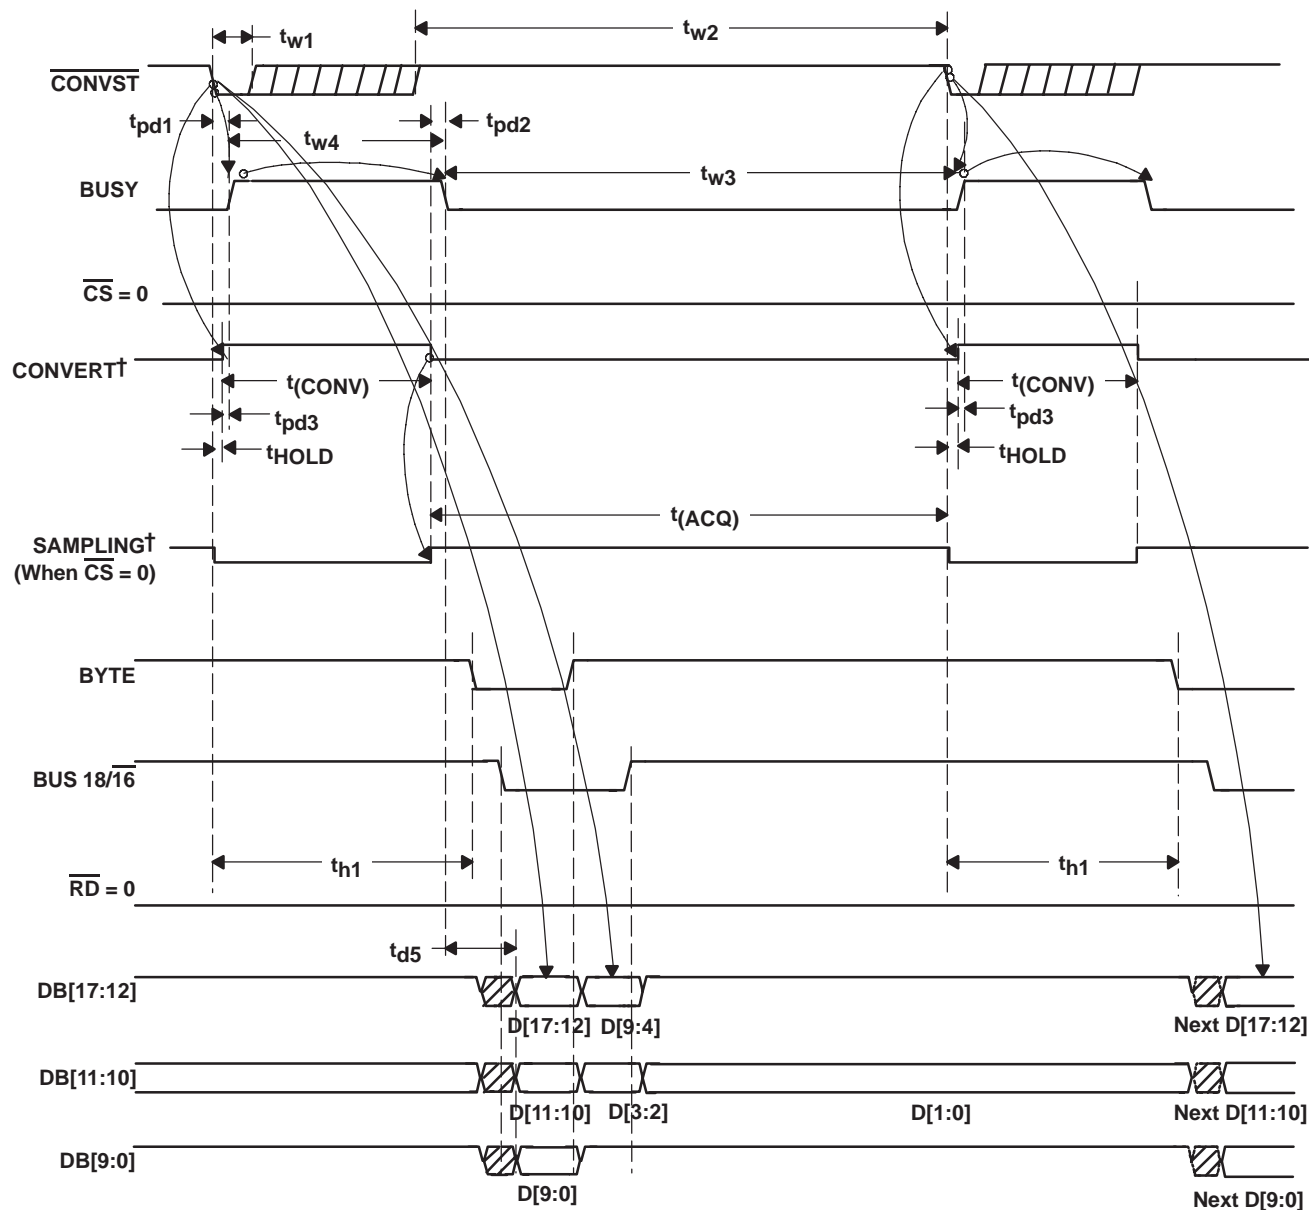 tw1
tw2
CONVST
tpd1
tw4
tpd2
tw3
BUSY
CS = 0
CONVERT†
t(CONV)
t(CONV)
tpd3
tpd3
tHOLD
tHOLD
t(ACQ)
SAMPLING†
(When CS = 0)
BYTE
BUS 18/16
th1
th1
RD = 0
td5
DB[17:12]
D[17:12]
D[9:4]
Next D[17:12]
DB[11:10]
D[11:10]
D[3:2]
D[1:0]
Next D[11:10]
DB[9:0]
D[9:0]
Next D[9:0]